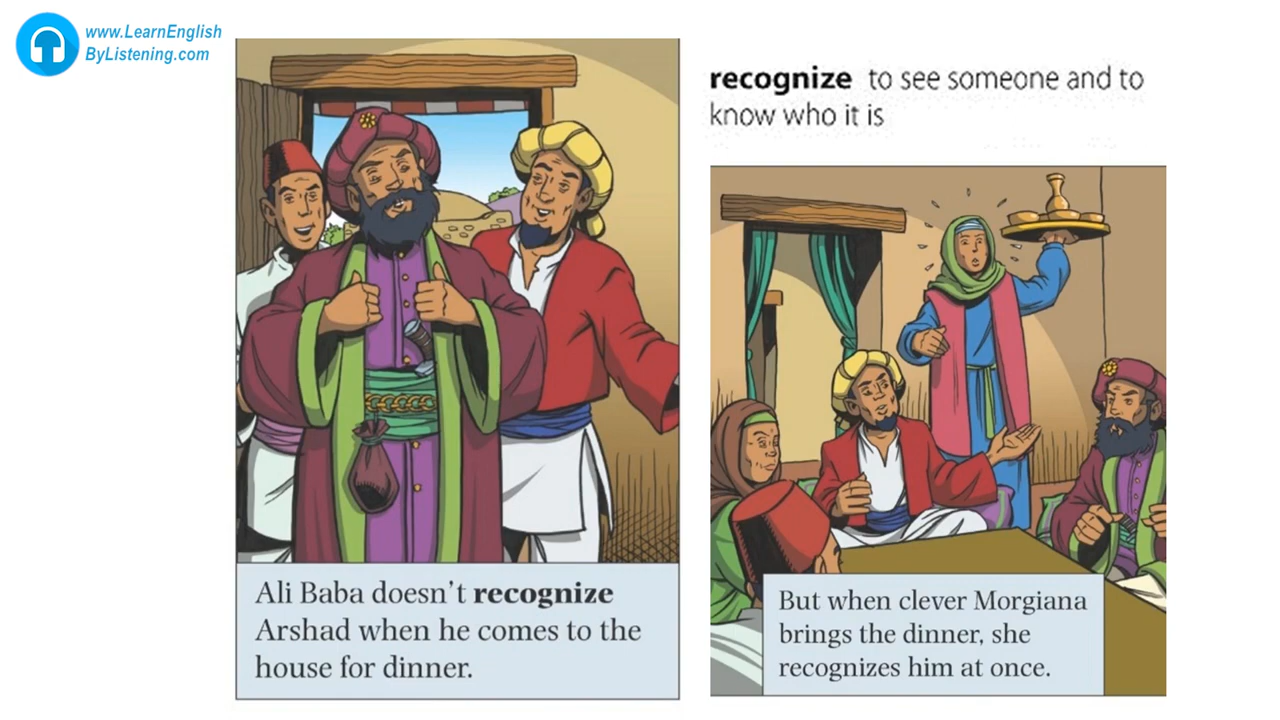 www.LearnEnglish
ByListening.com
recognize to see someone and to
know who it is
Ali Baba doesn't recognize
Arshad when he comes to the
house for dinner.
But when clever Morgiana
brings the dinner, she
recognizes him at once.